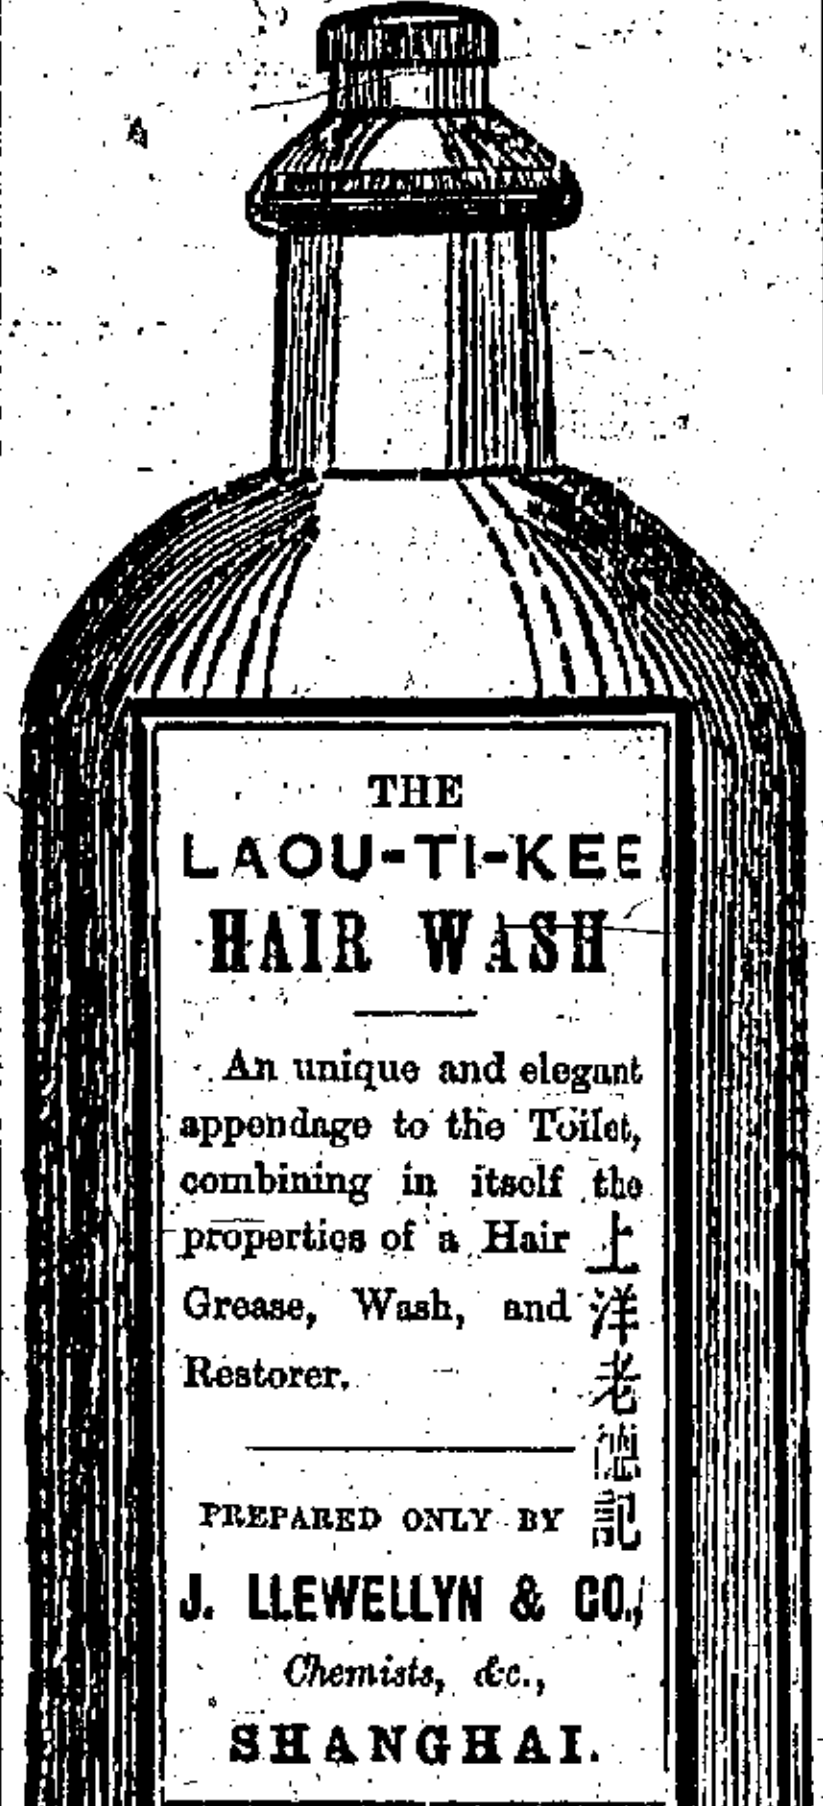 THE
LAOU-TI-KEE
HAIR WASH
An unique and elegant
appendage to the Toilet,
combining in itself the
properties of a Hair
Grease, Wash, and
Restorer.
上洋老德記
PREPARED ONLY BY
J. LLEWELLYN & CO.,
Chemists, &c.,
SHANGHAI.